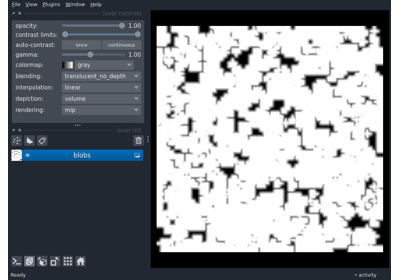 File View Plugins Window Help
layer controls
opacity: 1.00
contrast limits:
auto-contrast: once continuous
gamma: 1.00
colormap: gray
blending: translucent_no_depth
interpolation: linear
depiction: volume
rendering: mip
layer list
blobs
Ready activity